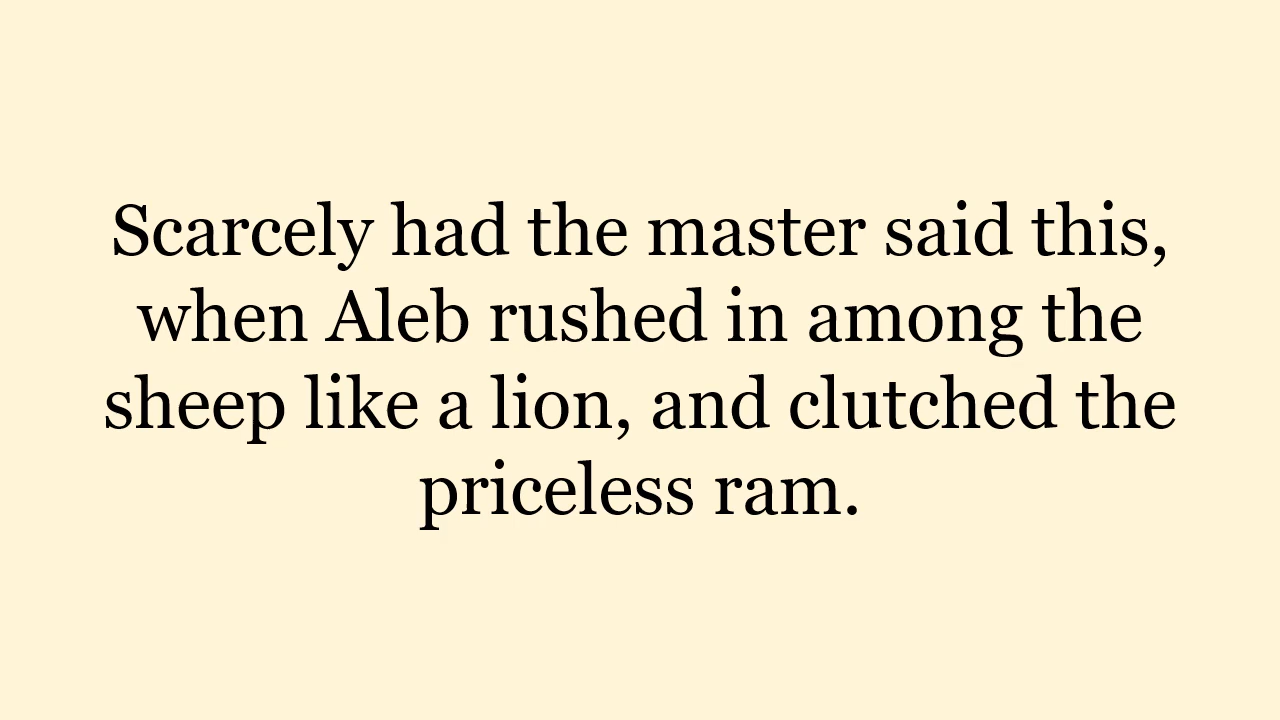 Scarcely had the master said this,
when Aleb rushed in among the
sheep like a lion, and clutched the
priceless ram.